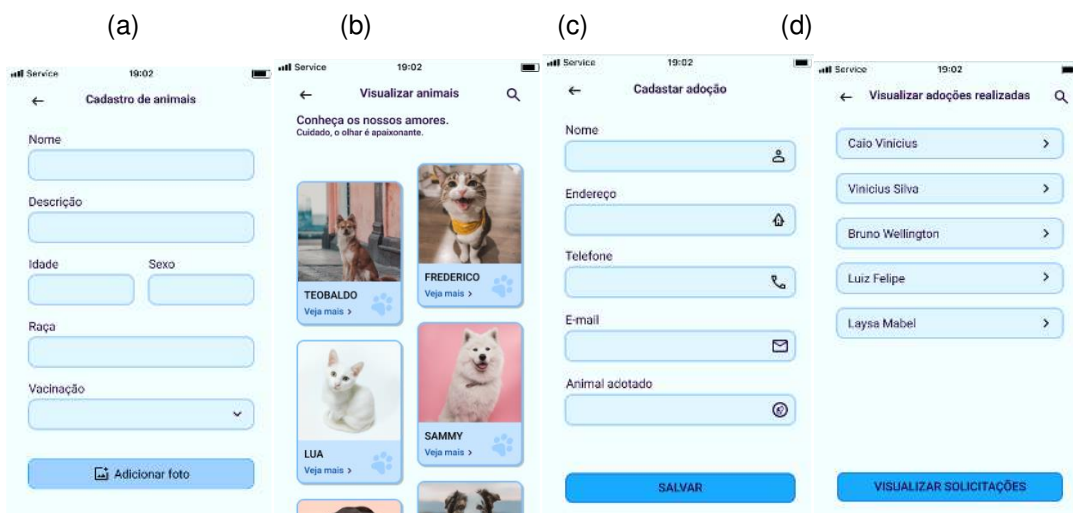 (a)
(b)
(c)
(d)
Service
19:02
Cadastro de animais
Nome
Descrição
Idade
Sexo
Raça
Vacinação
Adicionar foto
Service
19:02
Visualizar animais
Conheça os nossos amores.
Cuidado, o olhar é apaixonante.
TEOBALDO
Veja mais >
FREDERICO
Veja mais >
LUA
Veja mais >
SAMMY
Veja mais >
Service
19:02
Cadastar adoção
Nome
Endereço
Telefone
E-mail
Animal adotado
SALVAR
Service
19:02
Visualizar adoções realizadas
Caio Vinicius
Vinicius Silva
Bruno Wellington
Luiz Felipe
Laysa Mabel
VISUALIZAR SOLICITAÇÕES